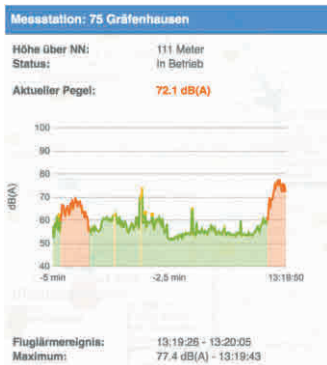 Messstation: 75 Gräfenhausen
Höhe über NN: 111 Meter
Status: In Betrieb
Aktueller Pegel: 72.1 dB(A)
100
90
80
70
60
50
40
dB(A)
-5 min -2,5 min 13:19:50
Fluglärmereignis: 13:19:26 - 13:20:05
Maximum: 77.4 dB(A) - 13:19:43